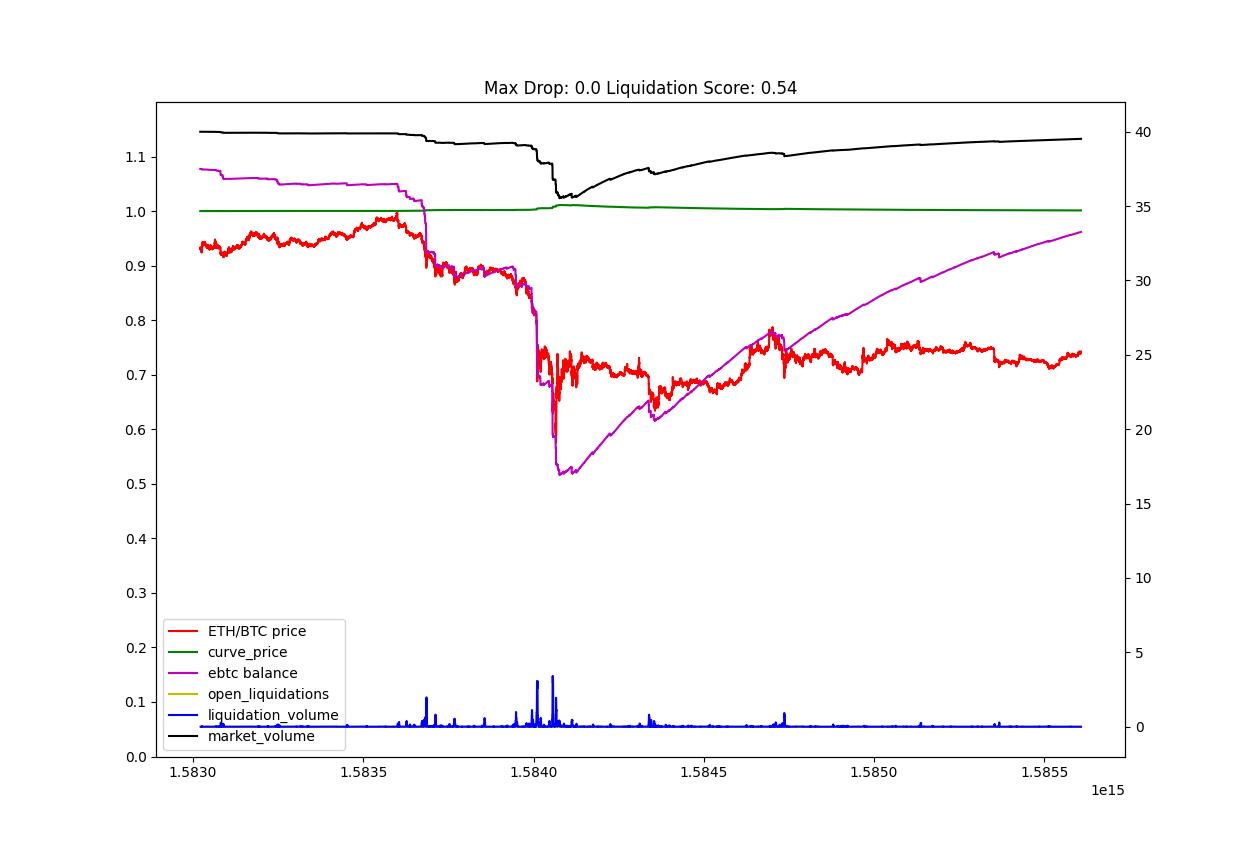 Max Drop: 0.0 Liquidation Score: 0.54
1.1
1.0
0.9
0.8
0.7
0.6
0.5
0.4
0.3
0.2
0.1
0.0
40
35
30
25
20
15
10
5
0
ETH/BTC price
curve_price
ebtc balance
open_liquidations
liquidation_volume
market_volume
1.5830 1.5835 1.5840 1.5845 1.5850 1.5855
1e15